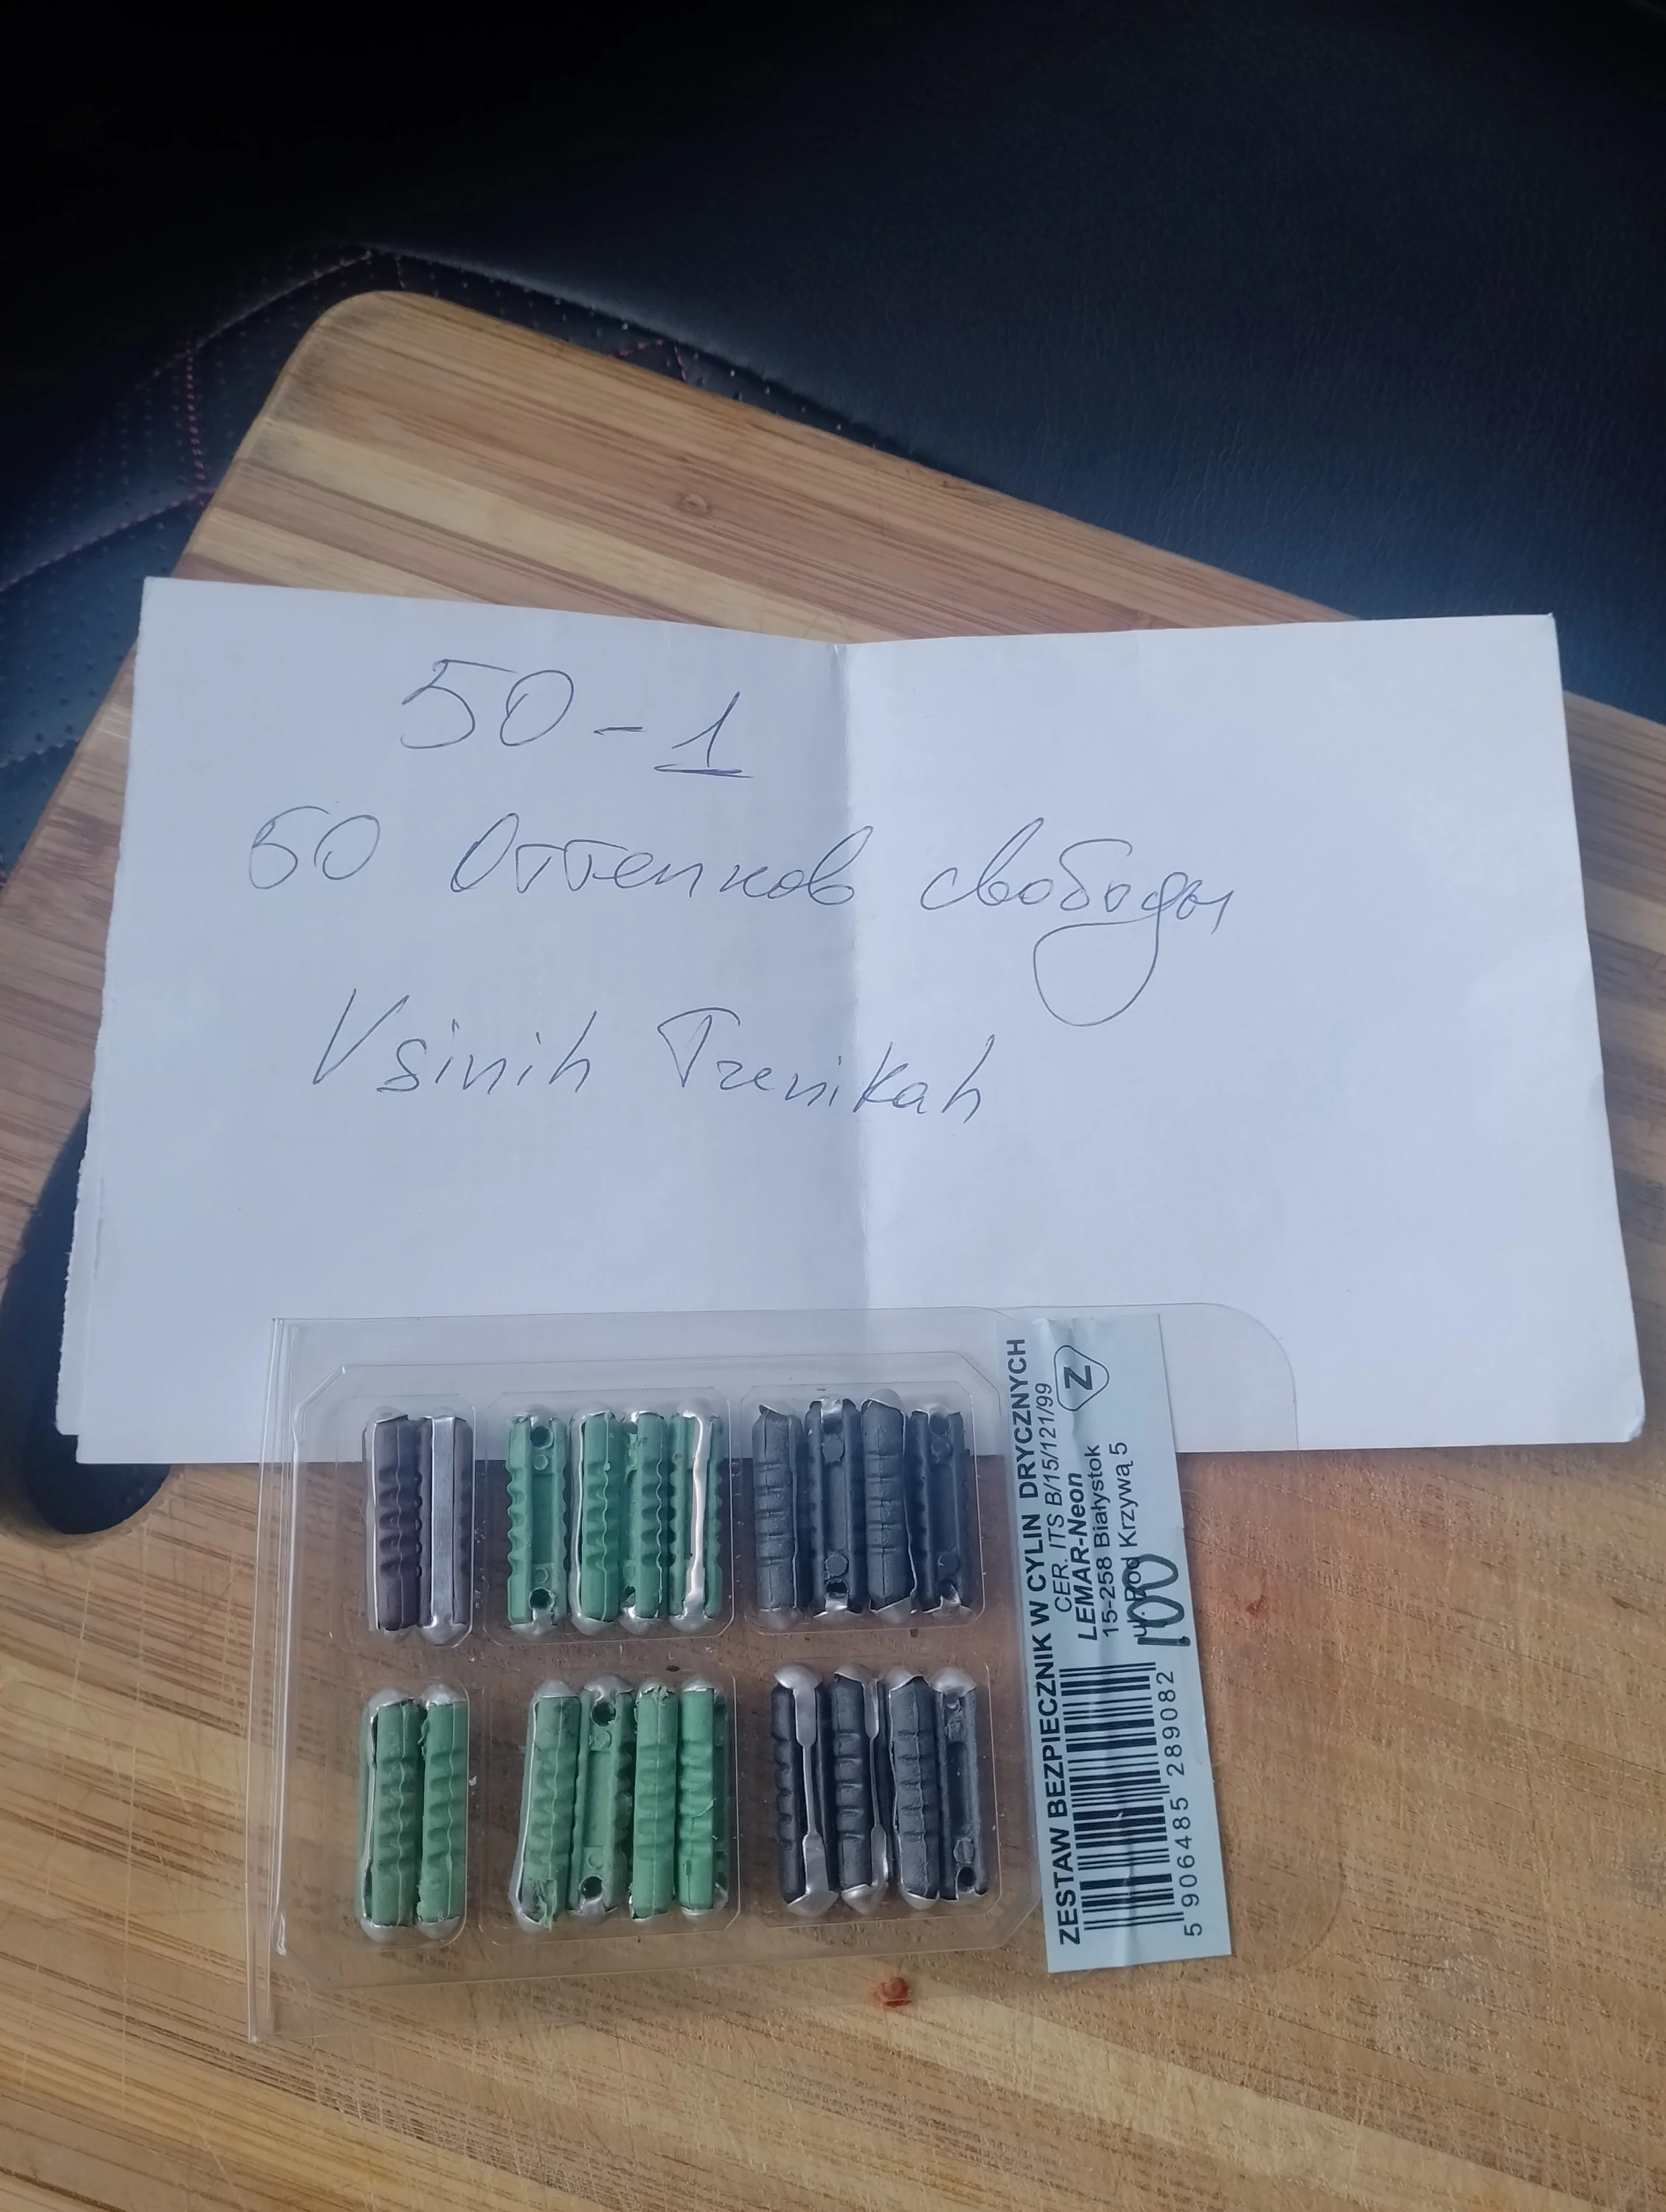 50-1
50 Оттенков свободы
Vsinih Trenikah
ZESTAW BEZPIECZNIK W CYLIN DRYCZNYCH
CER. ITS B/15/121/99
LEMAR-Neon
15-258 Białystok
ul. Pod Krzywą 5
Z
100
5 906485 289082